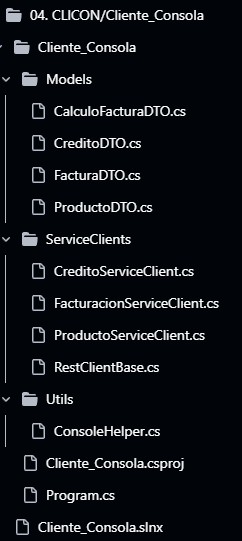 04. CLICON/Cliente_Consola
Cliente_Consola
Models
CalculoFacturaDTO.cs
CreditoDTO.cs
FacturaDTO.cs
ProductoDTO.cs
ServiceClients
CreditoServiceClient.cs
FacturacionServiceClient.cs
ProductoServiceClient.cs
RestClientBase.cs
Utils
ConsoleHelper.cs
Cliente_Consola.csproj
Program.cs
Cliente_Consola.slnx